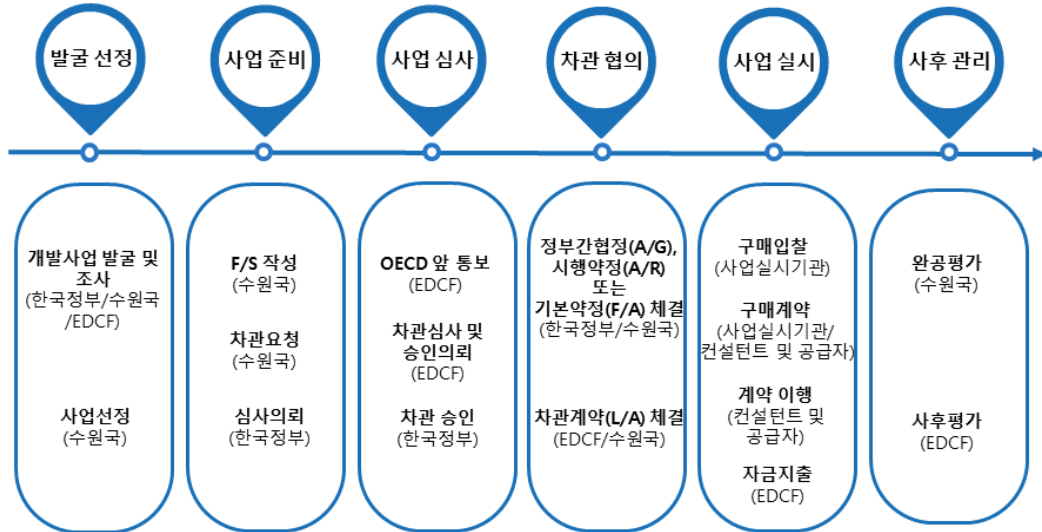 발굴 선정
사업 준비
사업 심사
차관 협의
사업 실시
사후 관리
개발사업 발굴 및
조사
(한국정부/수원국
/EDCF)
사업선정
(수원국)
F/S 작성
(수원국)
차관요청
(수원국)
심사의뢰
(한국정부)
OECD 앞 통보
(EDCF)
차관심사 및
승인의뢰
(EDCF)
차관 승인
(한국정부)
정부간협정(A/G),
시행약정(A/R)
또는
기본약정(F/A) 체결
(한국정부/수원국)
차관계약(L/A) 체결
(EDCF/수원국)
구매입찰
(사업실시기관)
구매계약
(사업실시기관/
컨설턴트 및 공급자)
계약 이행
(컨설턴트 및
공급자)
자금지출
(EDCF)
완공평가
(수원국)
사후평가
(EDCF)